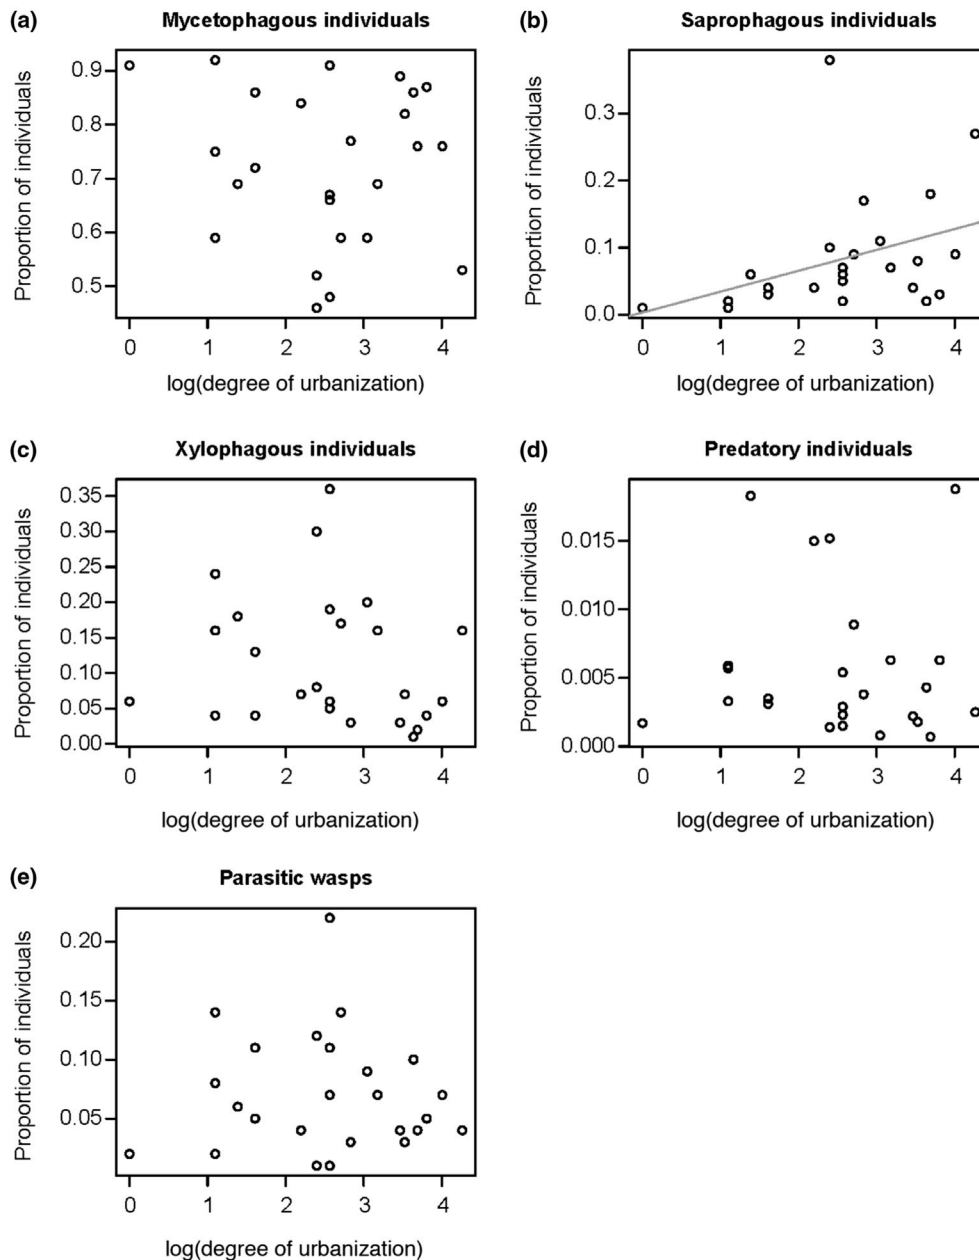 (a) Mycetophagous individuals
Proportion of individuals
0.9
0.8
0.7
0.6
0.5
0 1 2 3 4
log(degree of urbanization)
(b) Saprophagous individuals
Proportion of individuals
0.3
0.2
0.1
0.0
0 1 2 3 4
log(degree of urbanization)
(c) Xylophagous individuals
Proportion of individuals
0.35
0.30
0.25
0.20
0.15
0.10
0.05
0.00
0 1 2 3 4
log(degree of urbanization)
(d) Predatory individuals
Proportion of individuals
0.015
0.010
0.005
0.000
0 1 2 3 4
log(degree of urbanization)
(e) Parasitic wasps
Proportion of individuals
0.20
0.15
0.10
0.05
0 1 2 3 4
log(degree of urbanization)